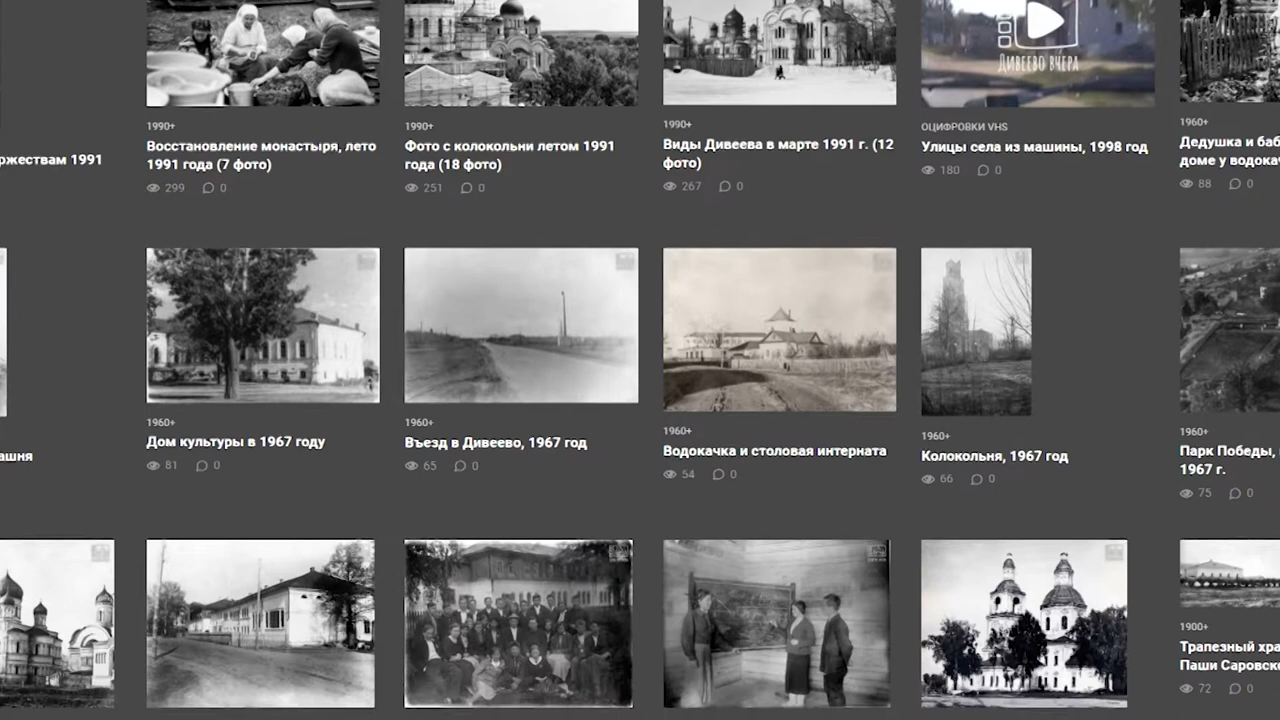 ДИВЕЕВО ВЧЕРА
ржествам 1991
1990+
Восстановление монастыря, лето
1991 года (7 фото)
299 0
1990+
Фото с колокольни летом 1991
года (18 фото)
251 0
1990+
Виды Дивеева в марте 1991 г. (12
фото)
267 0
ОЦИФРОВКИ VHS
Улицы села из машины, 1998 год
180 0
1960+
Дедушка и баб
доме у водока
88 0
ашня
1960+
Дом культуры в 1967 году
81 0
1960+
Въезд в Дивеево, 1967 год
65 0
1960+
Водокачка и столовая интерната
54 0
1960+
Колокольня, 1967 год
66 0
1960+
Парк Победы,
1967 г.
75 0
1900+
Трапезный хра
Паши Саровско
72 0